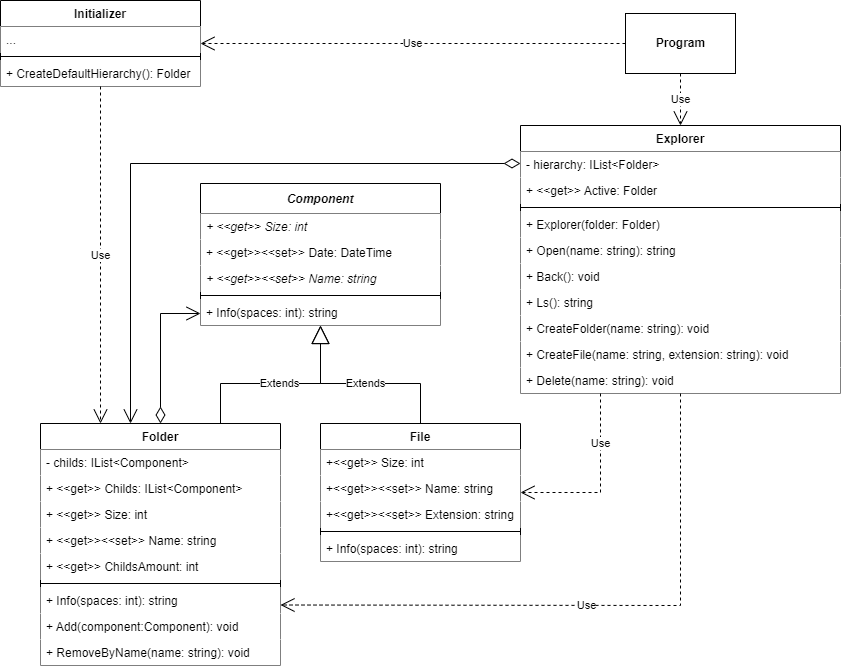 Initializer
...
+ CreateDefaultHierarchy(): Folder
Use
Program
Use
Explorer
- hierarchy: IList<Folder>
+ <<get>> Active: Folder
+ Explorer(folder: Folder)
+ Open(name: string): string
+ Back(): void
+ Ls(): string
+ CreateFolder(name: string): void
+ CreateFile(name: string, extension: string): void
+ Delete(name: string): void
Component
+ <<get>> Size: int
+ <<get>><<set>> Date: DateTime
+ <<get>><<set>> Name: string
+ Info(spaces: int): string
Use
Extends
Extends
Folder
- childs: IList<Component>
+ <<get>> Childs: IList<Component>
+ <<get>> Size: int
+ <<get>><<set>> Name: string
+ <<get>> ChildsAmount: int
+ Info(spaces: int): string
+ Add(component:Component): void
+ RemoveByName(name: string): void
File
+<<get>> Size: int
+<<get>><<set>> Name: string
+<<get>><<set>> Extension: string
+ Info(spaces: int): string
Use
Use